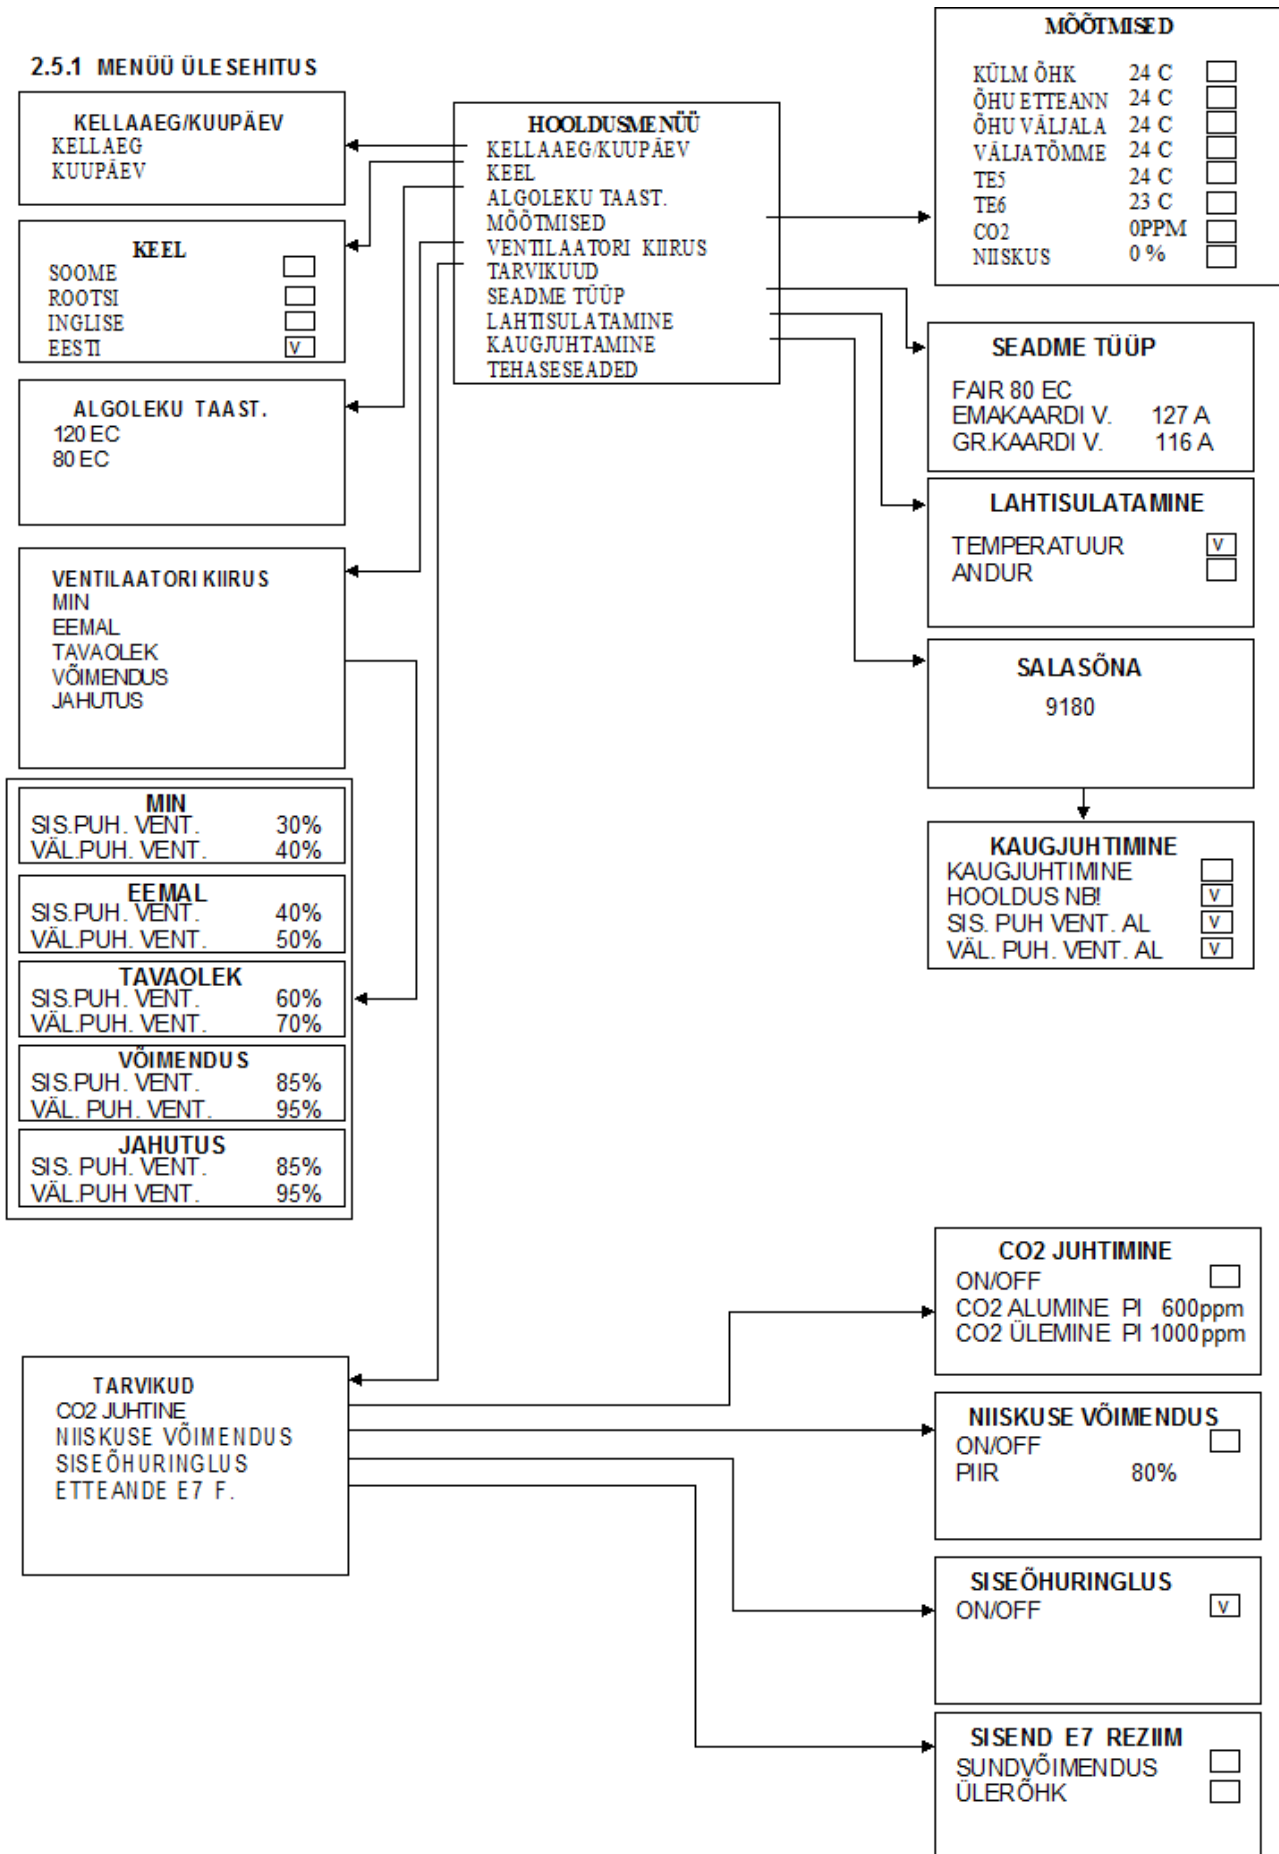 2.5.1 MENÜÜ ÜLESEHITUS
KELLAAEG/KUUPÄEV
KELLAEG
KUUPÄEV
KEEL
SOOME
ROOTSI
INGLISE
EESTI V
ALGOLEKU TAAST.
120 EC
80 EC
VENTILAATORI KIIRUS
MIN
EEMAL
TAVAOLEK
VÕIMENDUS
JAHUTUS
MIN
SIS.PUH. VENT. 30%
VÄL.PUH. VENT. 40%
EEMAL
SIS.PUH. VENT. 40%
VÄL.PUH. VENT. 50%
TAVAOLEK
SIS.PUH. VENT. 60%
VÄL.PUH. VENT. 70%
VÕIMENDUS
SIS.PUH. VENT. 85%
VÄL. PUH. VENT. 95%
JAHUTUS
SIS. PUH. VENT. 85%
VÄL.PUH VENT. 95%
TARVIKUD
CO2 JUHTINE
NIISKUSE VÕIMENDUS
SISEÕHURINGLUS
ETTEANDE E7 F.
HOOLDUSMENÜÜ
KELLAAEG/KUUPÄEV
KEEL
ALGOLEKU TAAST.
MÕÕTMISED
VENTILAATORI KIIRUS
TARVIKUUD
SEADME TÜÜP
LAHTISULATAMINE
KAUGJUHTAMINE
TEHASESEADED
MÕÕTMISED
KÜLM ÕHK 24 C
ÕHU ETTEANN 24 C
ÕHU VÄLJALA 24 C
VÄLJATÕMME 24 C
TE5 24 C
TE6 23 C
CO2 0PPM
NIISKUS 0 %
SEADME TÜÜP
FAIR 80 EC
EMAKAARDI V. 127 A
GR.KAARDI V. 116 A
LAHTISULATAMINE
TEMPERATUUR V
ANDUR
SALASÕNA
9180
KAUGJUHTIMINE
KAUGJUHTIMINE
HOOLDUS NB! V
SIS. PUH VENT. AL V
VÄL. PUH. VENT. AL V
CO2 JUHTIMINE
ON/OFF
CO2 ALUMINE PI 600ppm
CO2 ÜLEMINE PI 1000ppm
NIISKUSE VÕIMENDUS
ON/OFF
PIIR 80%
SISEÕHURINGLUS
ON/OFF V
SISEND E7 REZIIM
SUNDVÕIMENDUS
ÜLERÕHK